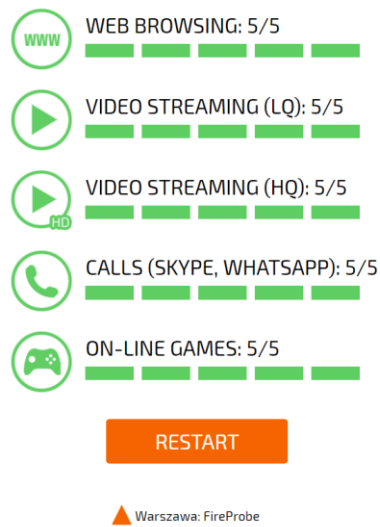 WWW
WEB BROWSING: 5/5
VIDEO STREAMING (LQ): 5/5
VIDEO STREAMING (HQ): 5/5
HD
CALLS (SKYPE, WHATSAPP): 5/5
ON-LINE GAMES: 5/5
RESTART
Warszawa: FireProbe